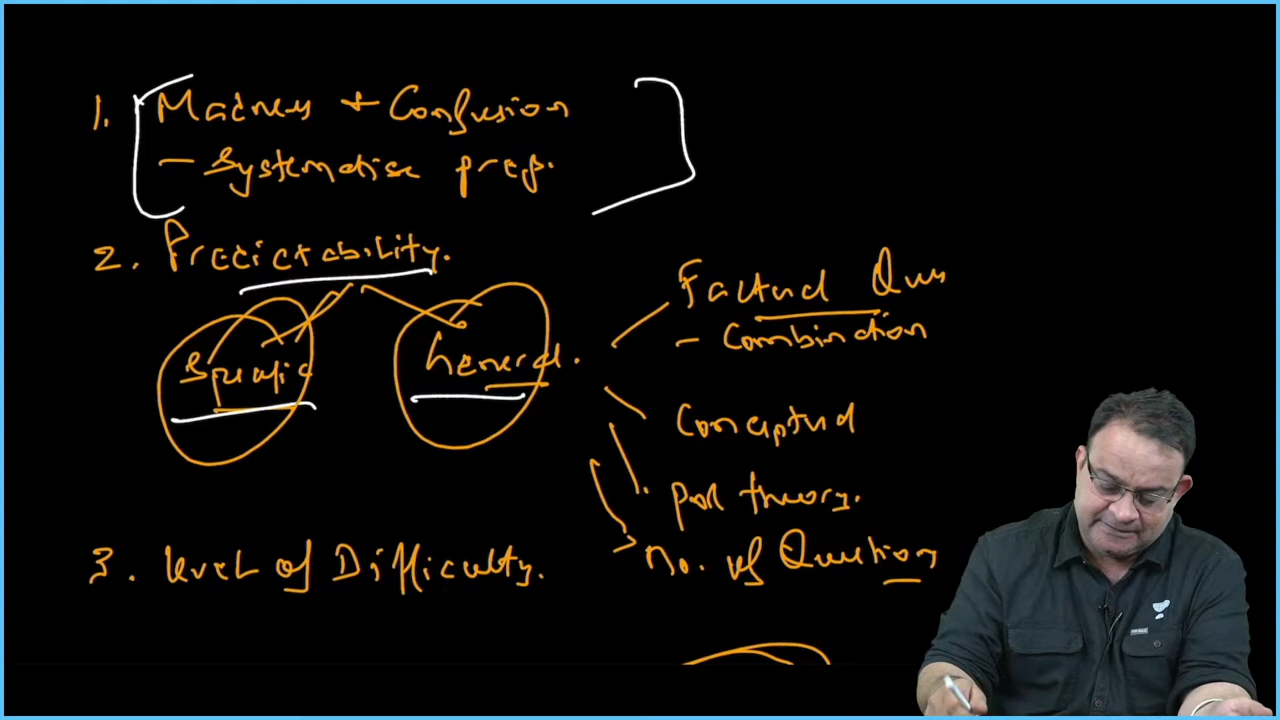 1. Madness + Confusion
- Systematise prep.
2. Predictability.
Specific
General.
Factual Ques
- Combination
Conceptual
Pol theory.
No. of Question
3. Level of Difficulty.